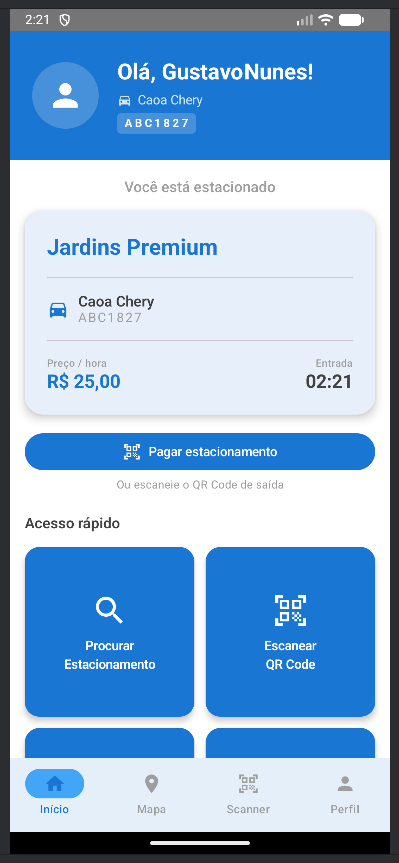 2:21
Olá, GustavoNunes!
Caoa Chery
ABC1827
Você está estacionado
Jardins Premium
Caoa Chery
ABC1827
Preço / hora
Entrada
R$ 25,00
02:21
Pagar estacionamento
Ou escaneie o QR Code de saída
Acesso rápido
Procurar
Estacionamento
Escanear
QR Code
Início
Mapa
Scanner
Perfil